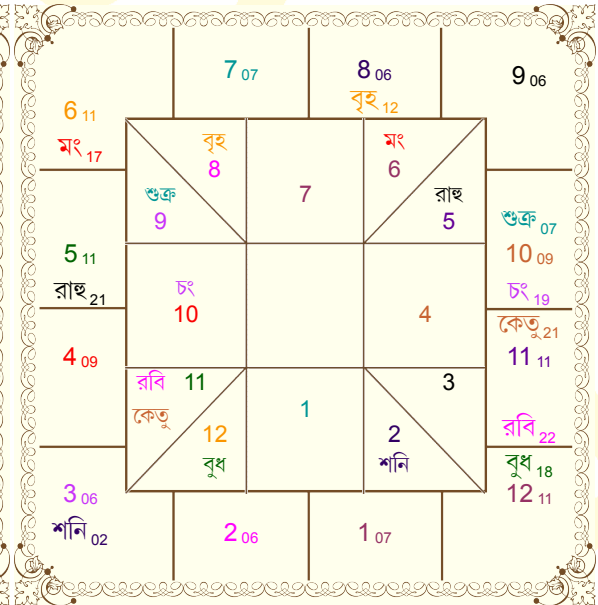 7 07
8 06
9 06
6 11
বৃহ 12
মং 17
বৃহ
8
মং
6
7
শুক্র
9
রাহু
5
শুক্র 07
5 11
10 09
রাহু 21
চং
10
4
চং 19
কেতু 21
4 09
11 11
রবি 11
3
কেতু
1
12
2
রবি 22
বুধ
শনি
বুধ 18
3 06
12 11
শনি 02
2 06
1 07